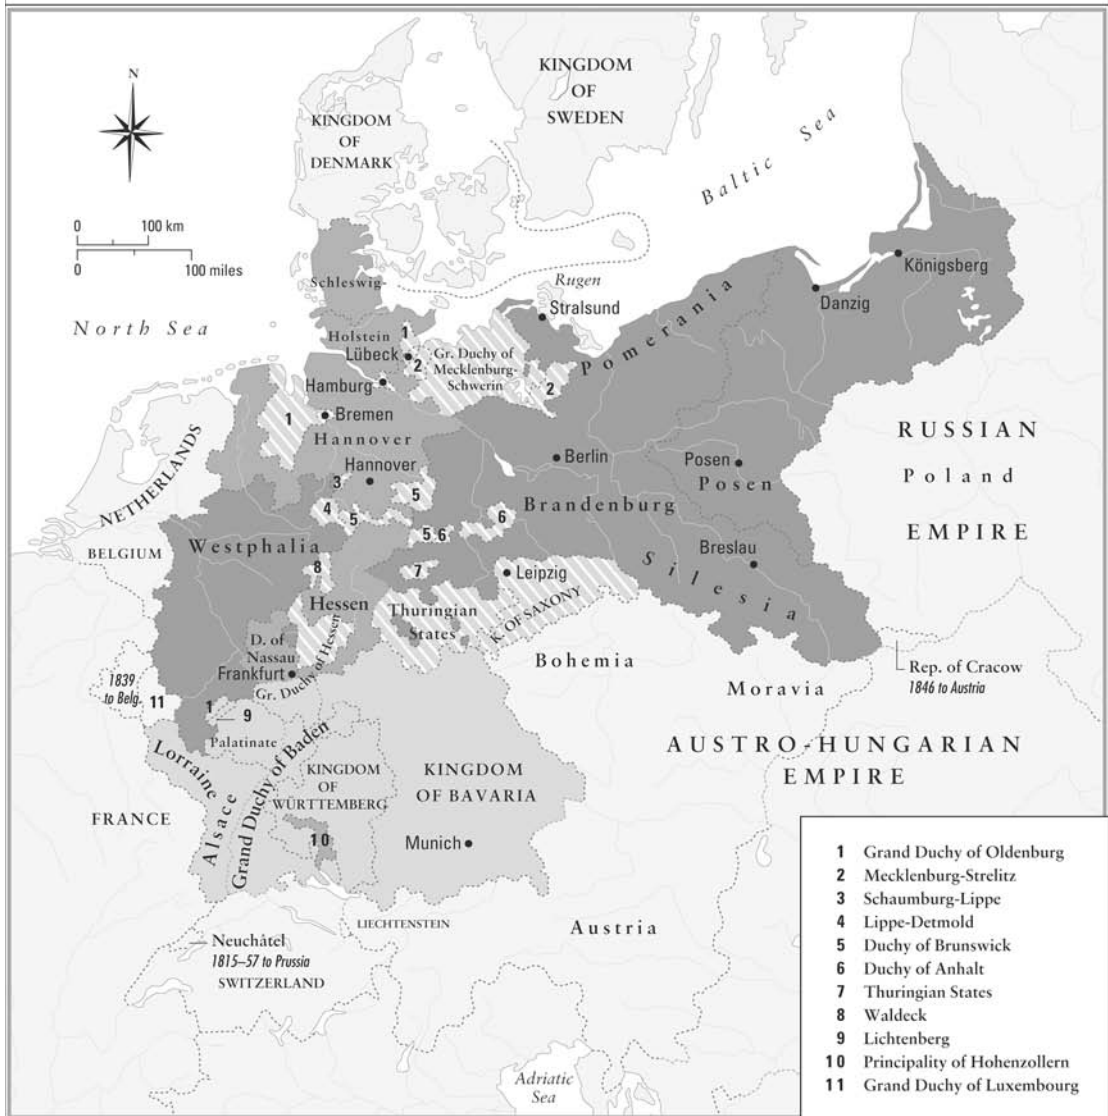 N
KINGDOM
OF
SWEDEN
KINGDOM
OF
DENMARK
Baltic Sea
0 100 km
0 100 miles
North Sea
Schleswig-
Holstein
Rugen
Stralsund
Königsberg
Danzig
Pomerania
1
Lübeck
2
Gr. Duchy of
Mecklenburg-
Schwerin
2
Hamburg
1
Bremen
Hannover
Hannover
3
Berlin
Posen
Posen
RUSSIAN
Poland
EMPIRE
NETHERLANDS
4
5
5
5 6
6
Brandenburg
BELGIUM
Westphalia
8
7
Leipzig
Breslau
Silesia
Hessen
Thuringian
States
K. OF SAXONY
D. of
Nassau
Gr. Duchy of Hessen
Frankfurt
Bohemia
Moravia
Rep. of Cracow
1846 to Austria
1839
to Belg.
11
1
9
Palatinate
Lorraine
Alsace
Grand Duchy of Baden
KINGDOM
OF
WÜRTTEMBERG
KINGDOM
OF BAVARIA
AUSTRO-HUNGARIAN
EMPIRE
FRANCE
10
Munich
LIECHTENSTEIN
Austria
Neuchâtel
1815–57 to Prussia
SWITZERLAND
Adriatic
Sea
1 Grand Duchy of Oldenburg
2 Mecklenburg-Strelitz
3 Schaumburg-Lippe
4 Lippe-Detmold
5 Duchy of Brunswick
6 Duchy of Anhalt
7 Thuringian States
8 Waldeck
9 Lichtenberg
10 Principality of Hohenzollern
11 Grand Duchy of Luxembourg